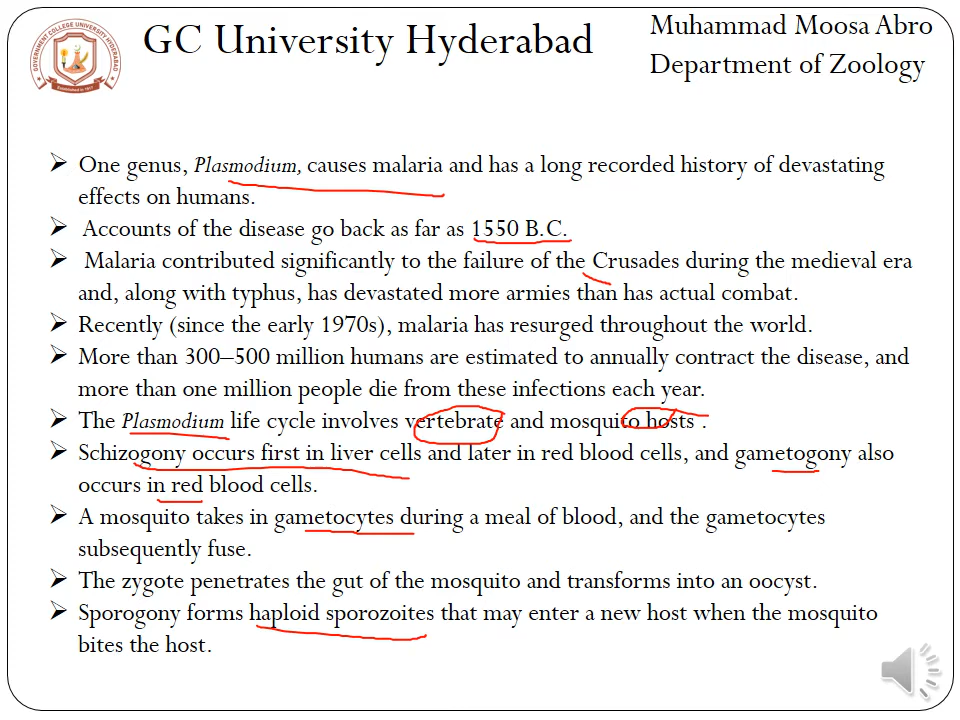 GOVERNMENT COLLEGE UNIVERSITY HYDERABAD
Established in 1917
GC University Hyderabad
Muhammad Moosa Abro
Department of Zoology
➢ One genus, Plasmodium, causes malaria and has a long recorded history of devastating
effects on humans.
➢ Accounts of the disease go back as far as 1550 B.C.
➢ Malaria contributed significantly to the failure of the Crusades during the medieval era
and, along with typhus, has devastated more armies than has actual combat.
➢ Recently (since the early 1970s), malaria has resurged throughout the world.
➢ More than 300–500 million humans are estimated to annually contract the disease, and
more than one million people die from these infections each year.
➢ The Plasmodium life cycle involves vertebrate and mosquito hosts .
➢ Schizogony occurs first in liver cells and later in red blood cells, and gametogony also
occurs in red blood cells.
➢ A mosquito takes in gametocytes during a meal of blood, and the gametocytes
subsequently fuse.
➢ The zygote penetrates the gut of the mosquito and transforms into an oocyst.
➢ Sporogony forms haploid sporozoites that may enter a new host when the mosquito
bites the host.